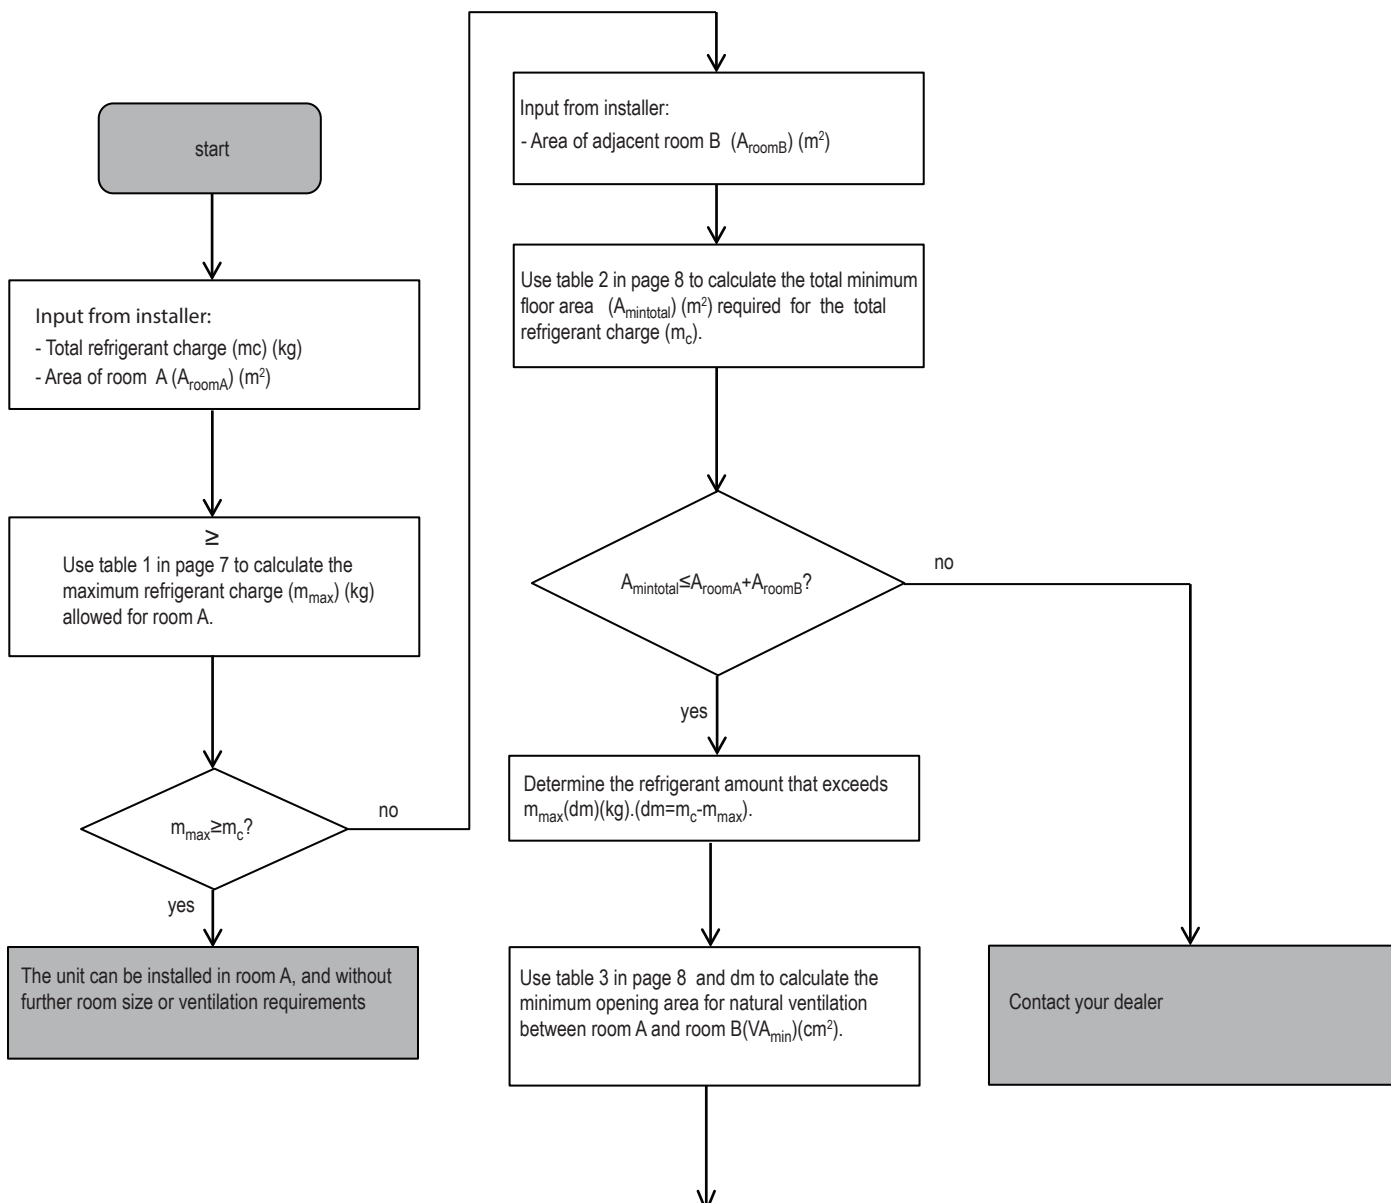 start
Input from installer:
- Total refrigerant charge (mc) (kg)
- Area of room A (A_roomA) (m²)
≥
Use table 1 in page 7 to calculate the
maximum refrigerant charge (m_max) (kg)
allowed for room A.
m_max≥m_c?
no
yes
The unit can be installed in room A, and without
further room size or ventilation requirements
Input from installer:
- Area of adjacent room B (A_roomB) (m²)
Use table 2 in page 8 to calculate the total minimum
floor area (A_mintotal) (m²) required for the total
refrigerant charge (m_c).
A_mintotal≤A_roomA+A_roomB?
no
yes
Determine the refrigerant amount that exceeds
m_max(dm)(kg).(dm=m_c-m_max).
Use table 3 in page 8 and dm to calculate the
minimum opening area for natural ventilation
between room A and room B(VA_min)(cm²).
Contact your dealer